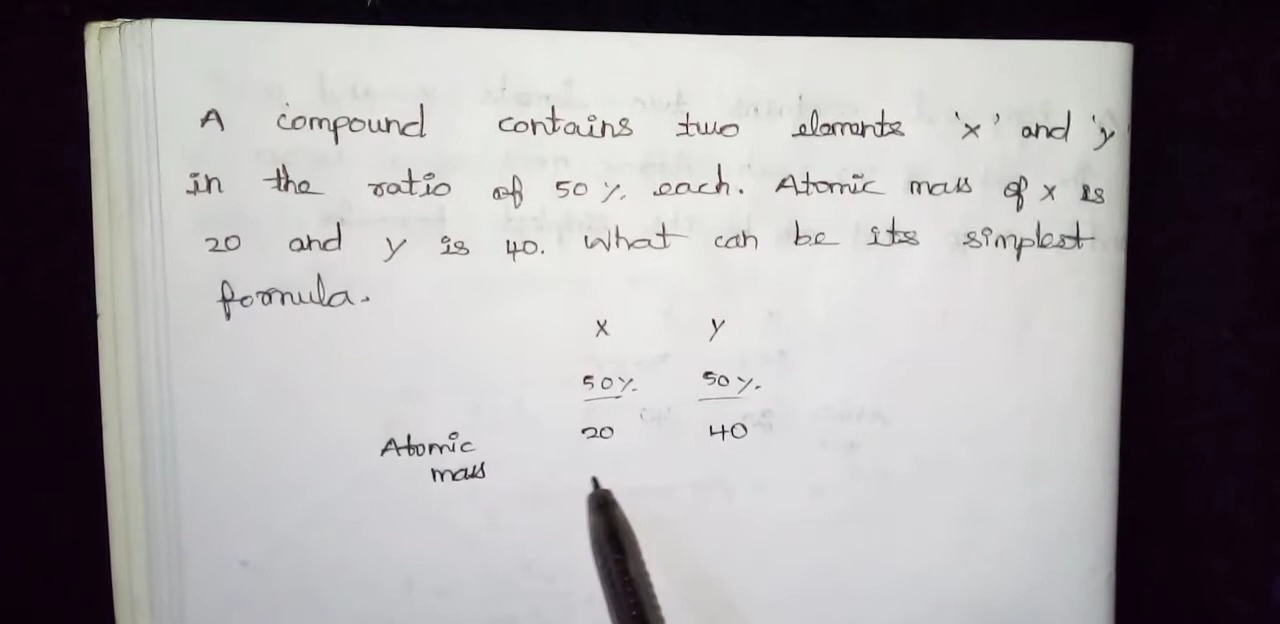 A compound contains two elements 'x' and 'y'
in the ratio of 50%. each. Atomic mass of x is
20 and y is 40. What can be its simplest
formula.
x y
50%. 50%.
20 40
Atomic
mass